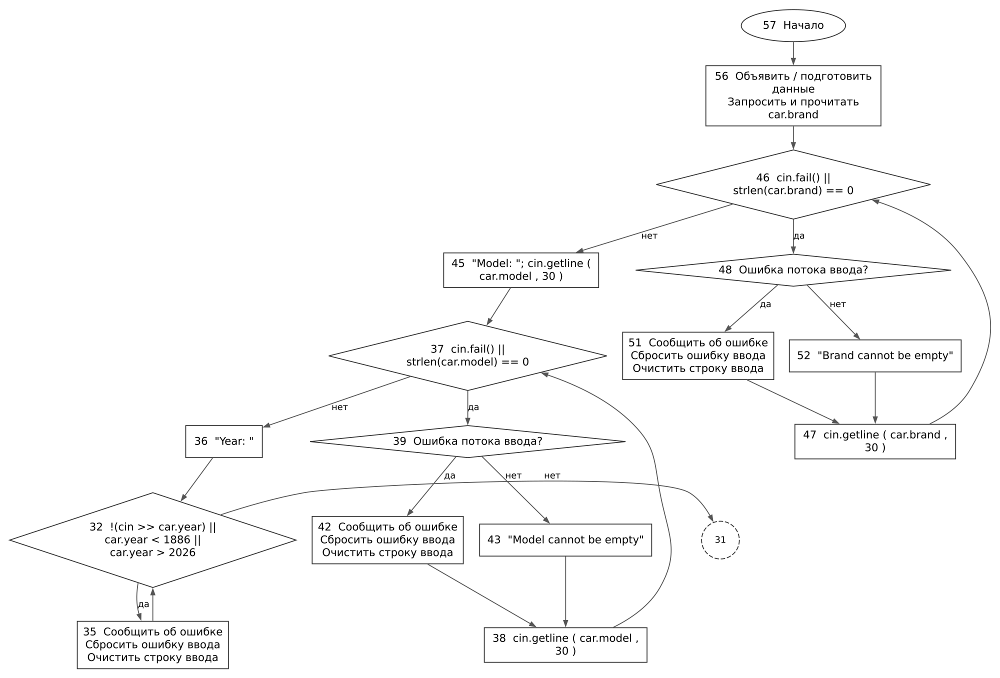 57  Начало
56  Объявить / подготовить
данные
Запросить и прочитать
car.brand
46  cin.fail() ||
strlen(car.brand) == 0
нет
да
45  "Model: "; cin.getline (
car.model , 30 )
48  Ошибка потока ввода?
да
нет
51  Сообщить об ошибке
Сбросить ошибку ввода
Очистить строку ввода
52  "Brand cannot be empty"
37  cin.fail() ||
strlen(car.model) == 0
нет
да
47  cin.getline ( car.brand ,
30 )
36  "Year: "
39  Ошибка потока ввода?
да
нет
нет
32  !(cin >> car.year) ||
car.year < 1886 ||
car.year > 2026
42  Сообщить об ошибке
Сбросить ошибку ввода
Очистить строку ввода
43  "Model cannot be empty"
31
да
35  Сообщить об ошибке
Сбросить ошибку ввода
Очистить строку ввода
38  cin.getline ( car.model ,
30 )